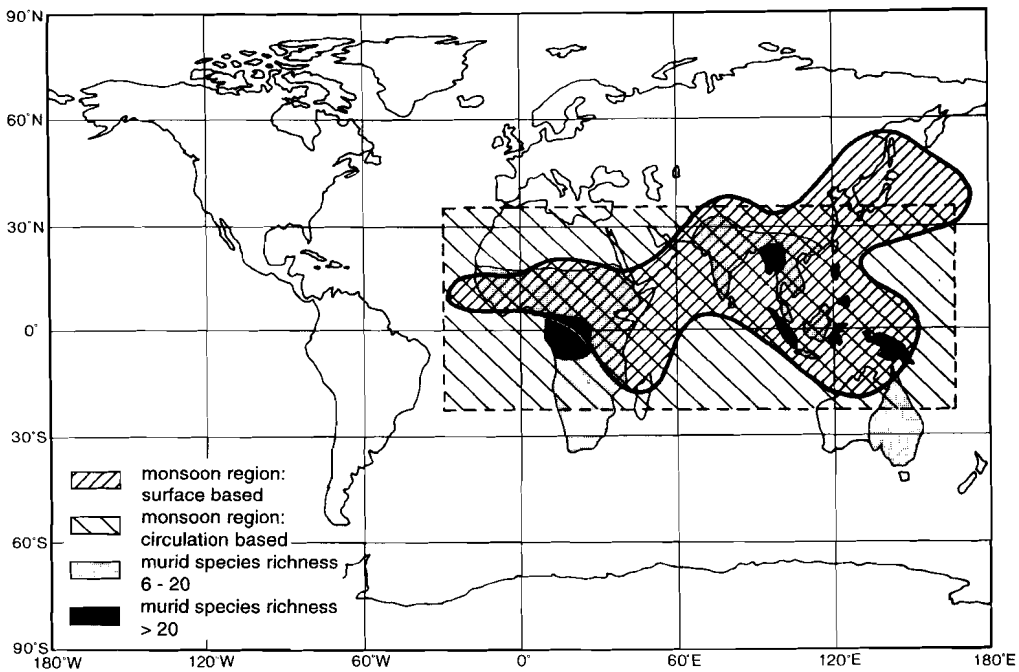 90°N
60°N
30°N
0°
30°S
60°S
90°S
monsoon region:
surface based
monsoon region:
circulation based
murid species richness
6 - 20
murid species richness
> 20
180°W
120°W
60°W
0°
60°E
120°E
180°E